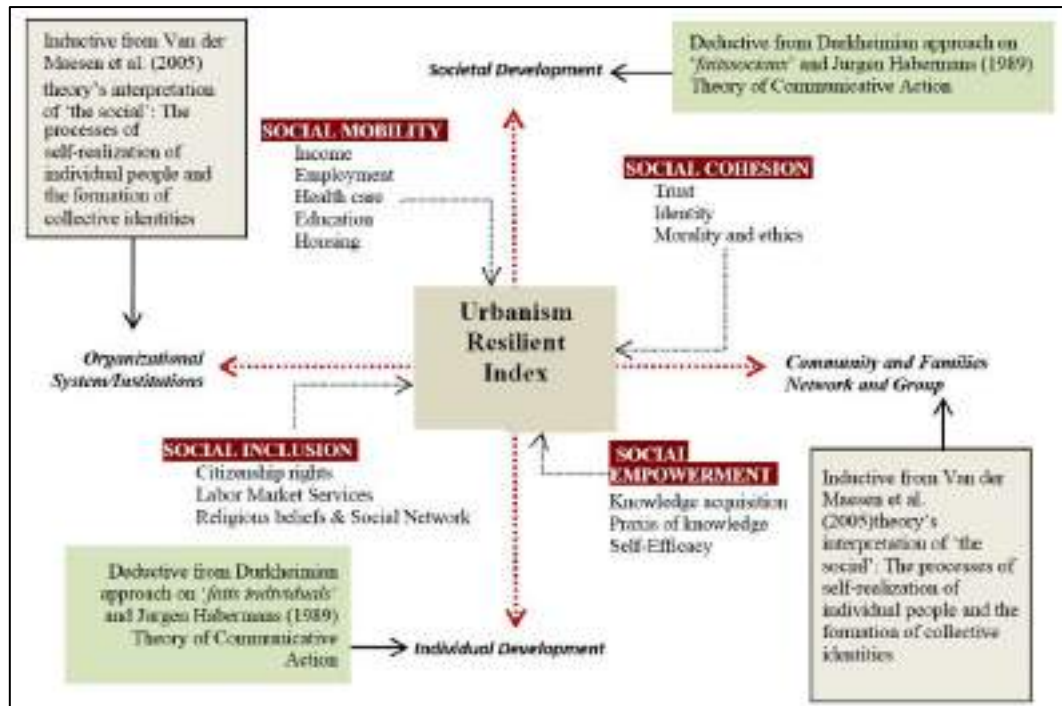 Inductive from Van der
Maesen et al. (2005)
theory's interpretation
of 'the social': The
processes of
self-realization of
individual people and
the formation of
collective identities
Societal Development
Deductive from Durkheimian approach on
'faitssociaux' and Jurgen Habermans (1989)
Theory of Communicative Action
SOCIAL MOBILITY
Income
Employment
Health care
Education
Housing
SOCIAL COHESION
Trust
Identity
Morality and ethics
Urbanism
Resilient
Index
Organizational
System/Institutions
Community and Families
Network and Group
SOCIAL INCLUSION
Citizenship rights
Labor Market Services
Religious beliefs & Social Network
SOCIAL
EMPOWERMENT
Knowledge acquisition
Praxis of knowledge
Self-Efficacy
Deductive from Durkheimian
approach on 'faits individuals'
and Jurgen Habermans (1989)
Theory of Communicative
Action
Individual Development
Inductive from Van der
Maesen et al.
(2005)theory's
interpretation of 'the
social': The processes of
self-realization of
individual people and the
formation of collective
identities